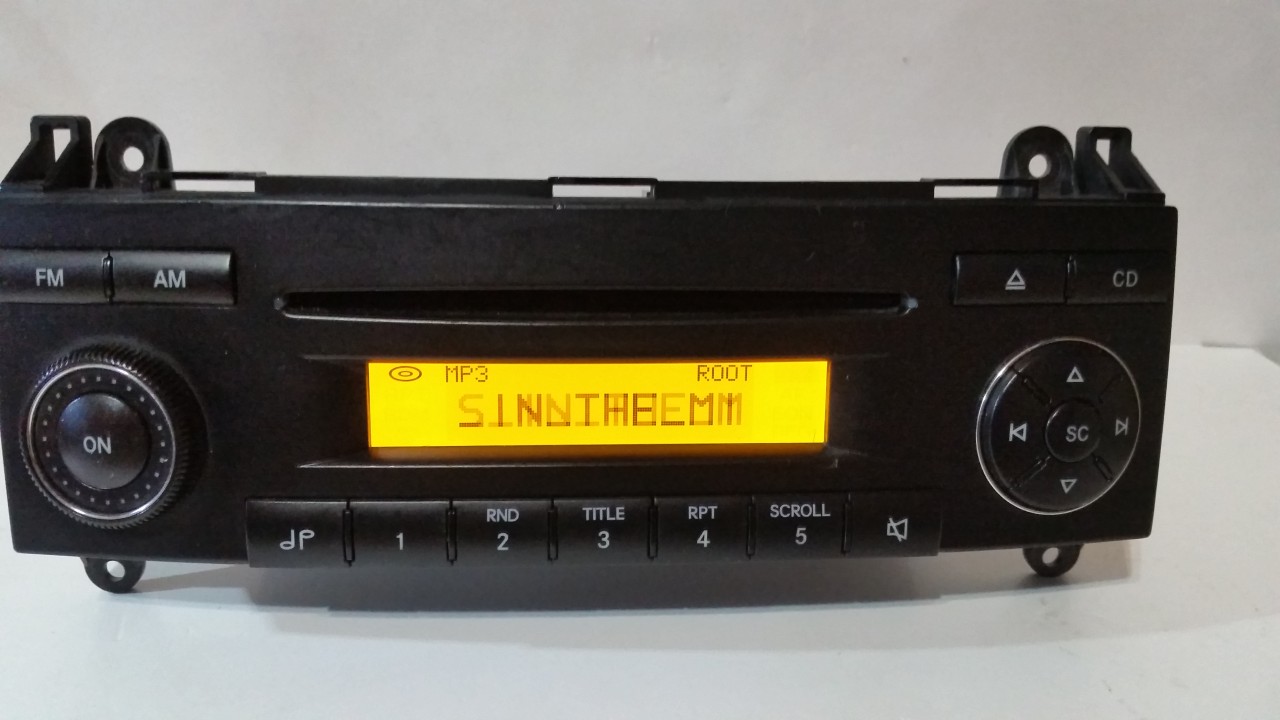 FM AM CD
MP3 ROOT
ON SC
RND TITLE RPT SCROLL
1 2 3 4 5